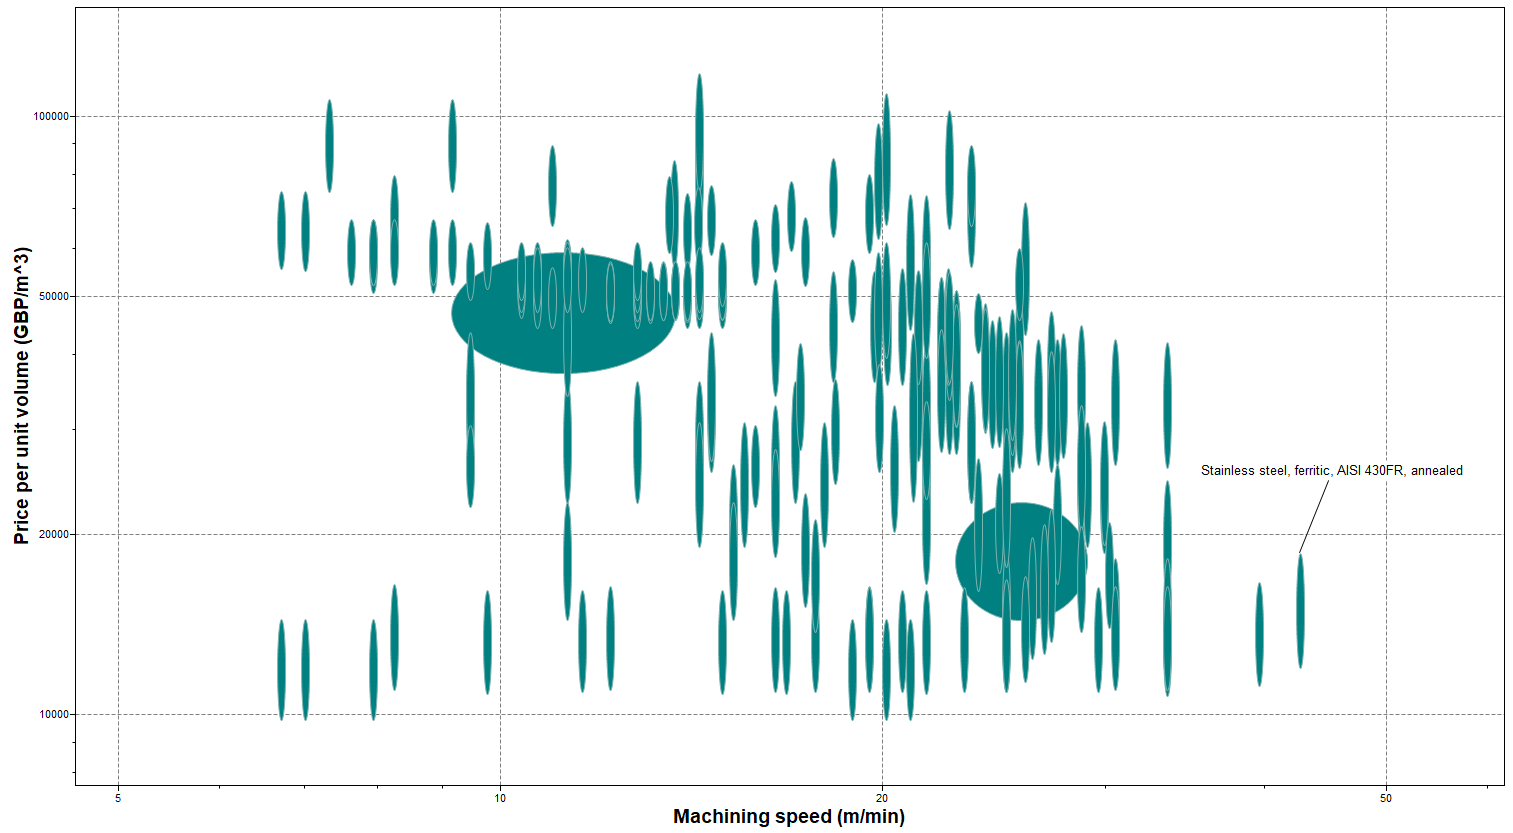 Price per unit volume (GBP/m^3)
100000
50000
20000
10000
Stainless steel, ferritic, AISI 430FR, annealed
5
10
20
50
Machining speed (m/min)